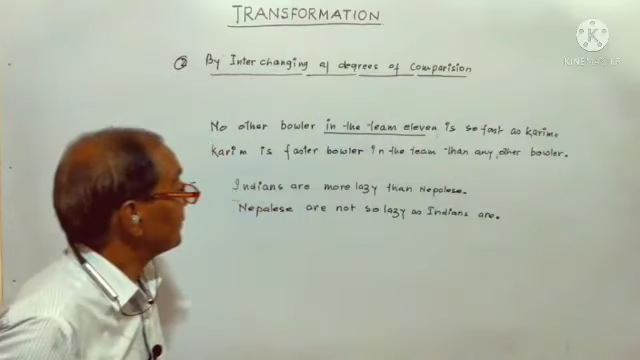 TRANSFORMATION
② By Interchanging of degrees of Comparision
No other bowler in the team eleven is so fast as Karim.
Karim is faster bowler in the team than any other bowler.
Indians are more lazy than Nepalese.
Nepalese are not so lazy as Indians are.
K
KINEMASTER